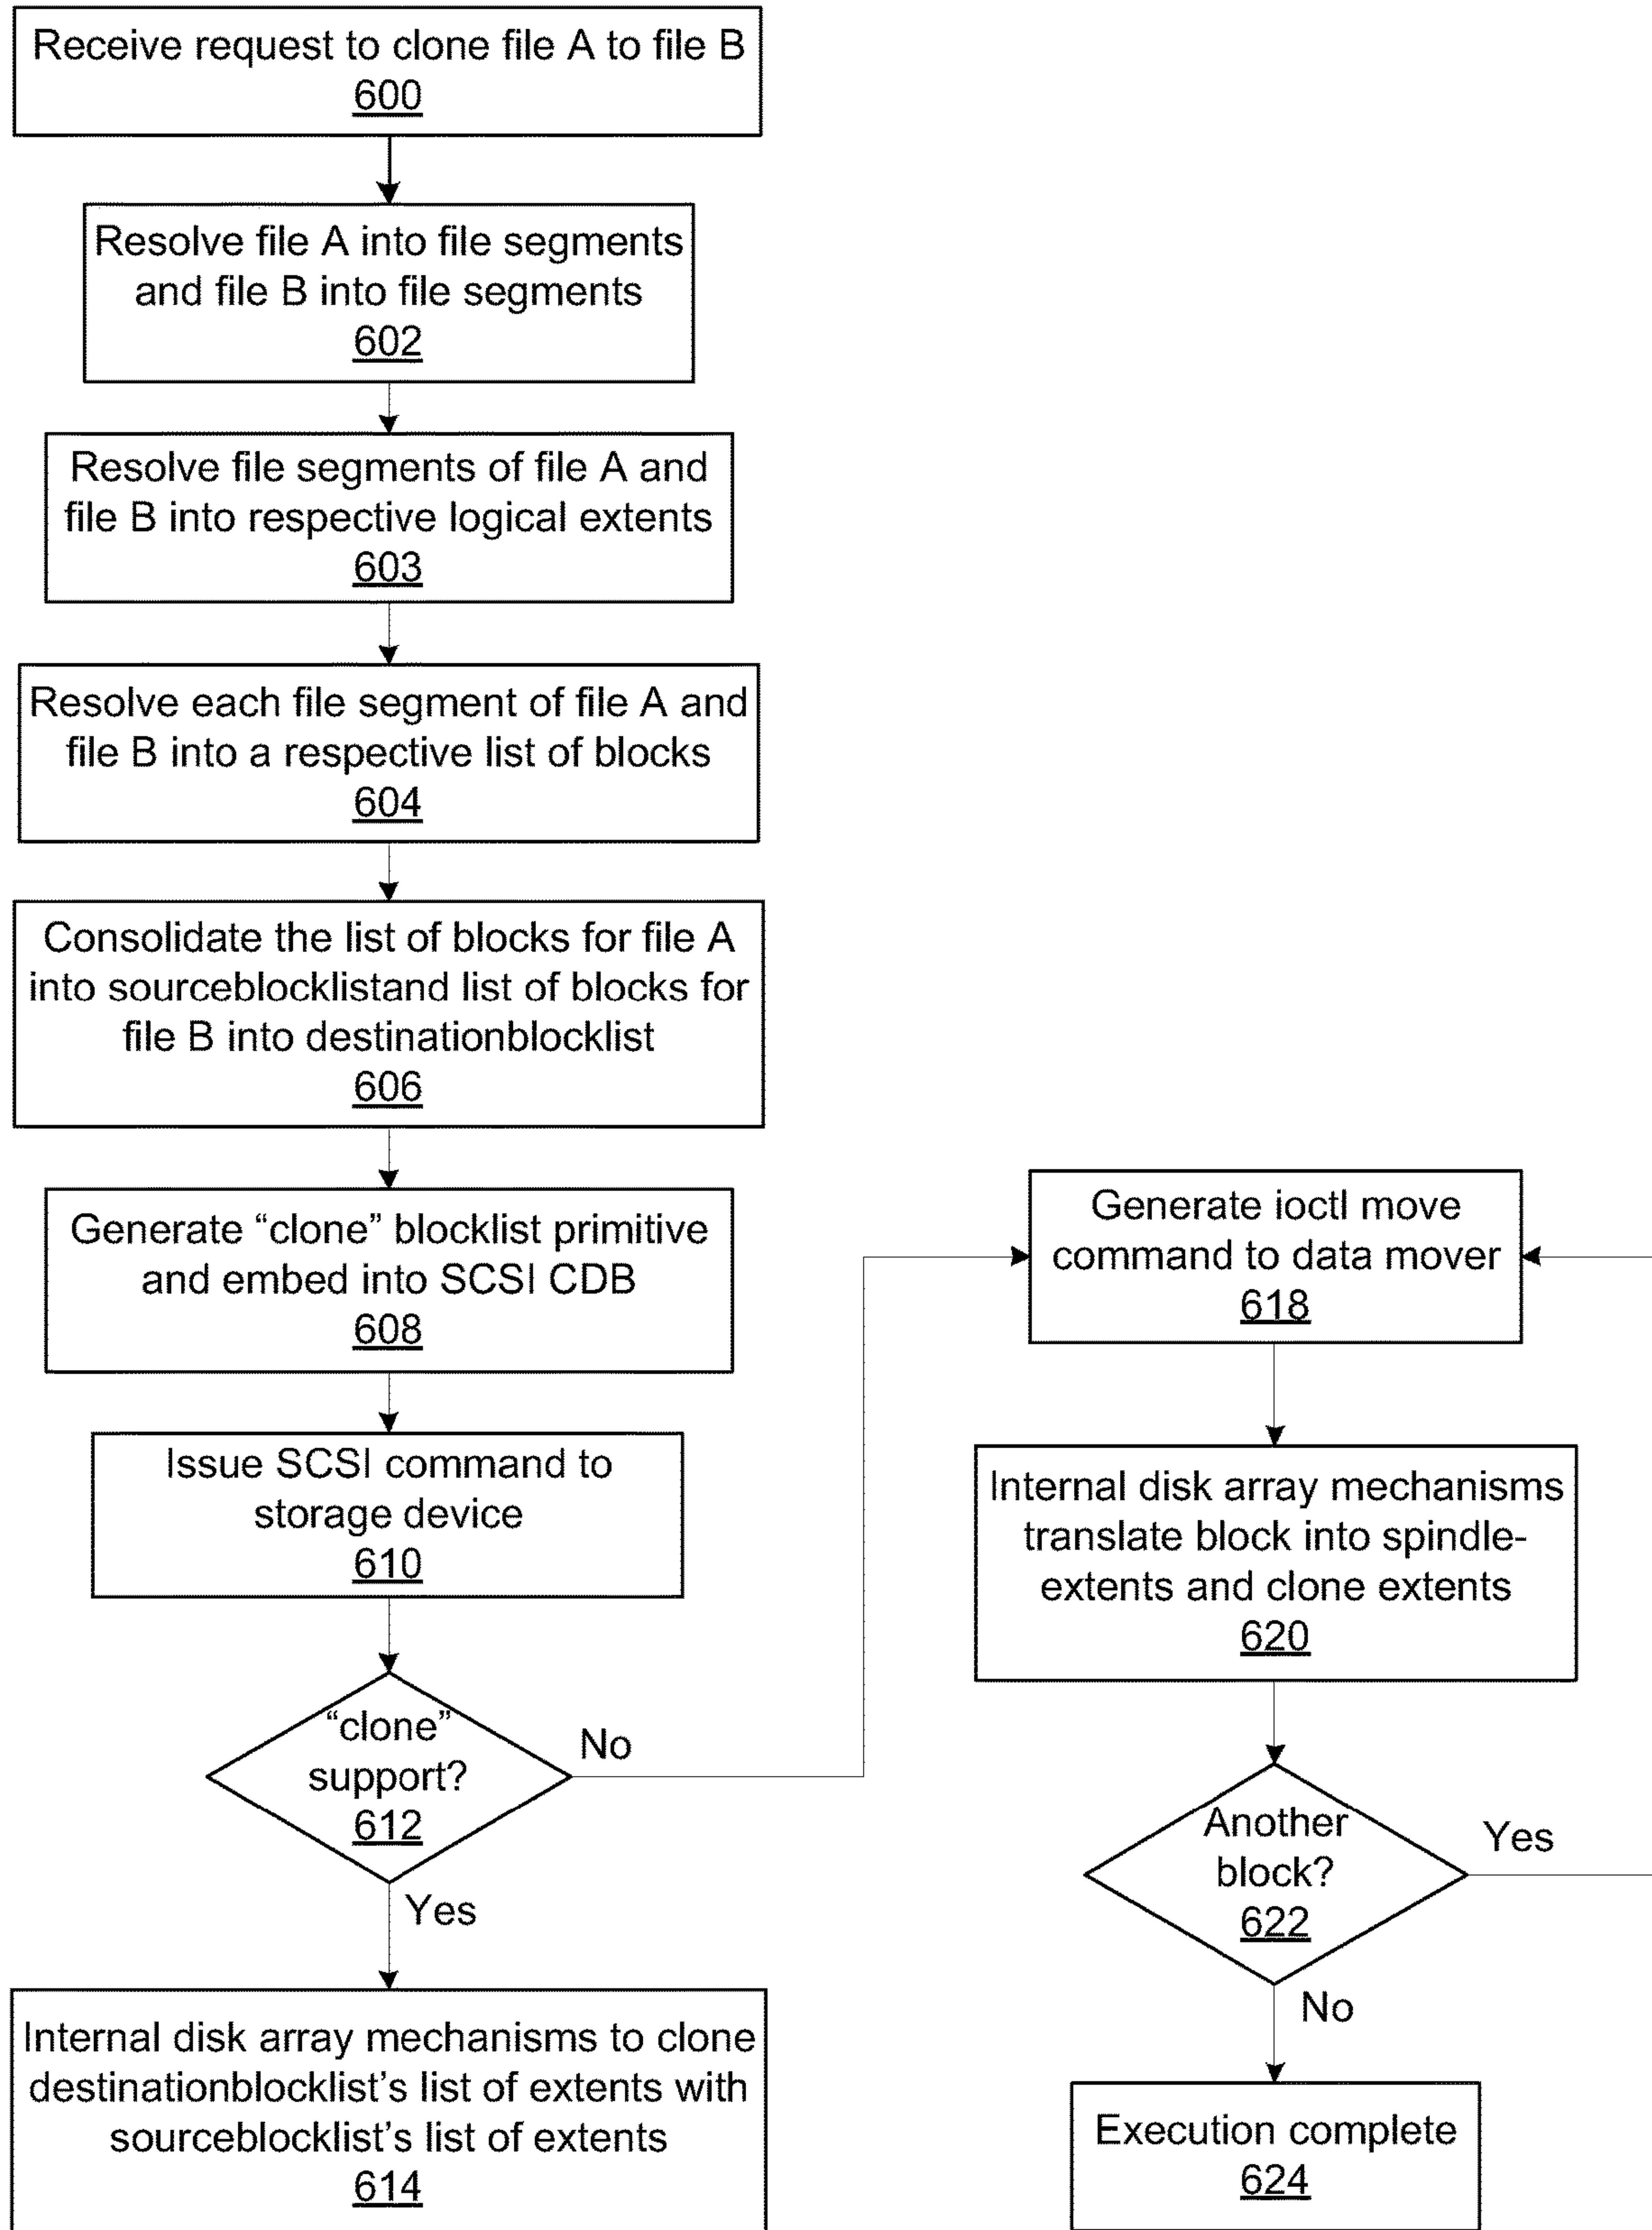 Receive request to clone file A to file B
600
Resolve file A into file segments
and file B into file segments
602
Resolve file segments of file A and
file B into respective logical extents
603
Resolve each file segment of file A and
file B into a respective list of blocks
604
Consolidate the list of blocks for file A
into sourceblocklistand list of blocks for
file B into destinationblocklist
606
Generate “clone” blocklist primitive
and embed into SCSI CDB
608
Issue SCSI command to
storage device
610
“clone”
support?
612
No
Yes
Internal disk array mechanisms to clone
destinationblocklist’s list of extents with
sourceblocklist’s list of extents
614
Generate ioctl move
command to data mover
618
Internal disk array mechanisms
translate block into spindle-
extents and clone extents
620
Another
block?
622
Yes
No
Execution complete
624